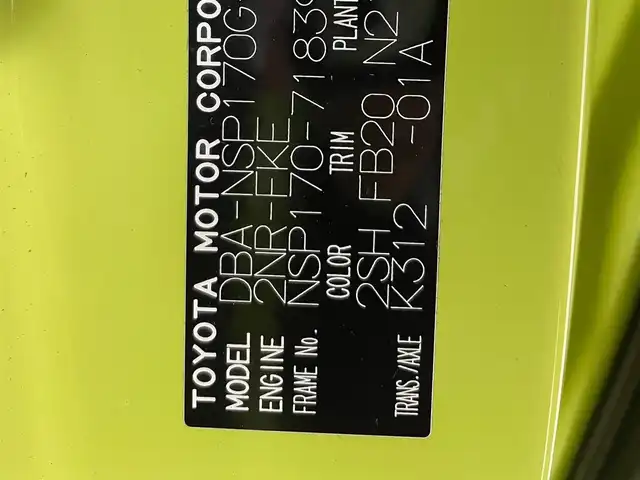 TOYOTA MOTOR CORPO
MODEL DBA-NSP170G
ENGINE 2NR-FKE
FRAME No. NSP170-7183
COLOR TRIM PLANT
2SH FB20 N2
TRANS./AXLE K312 -01A